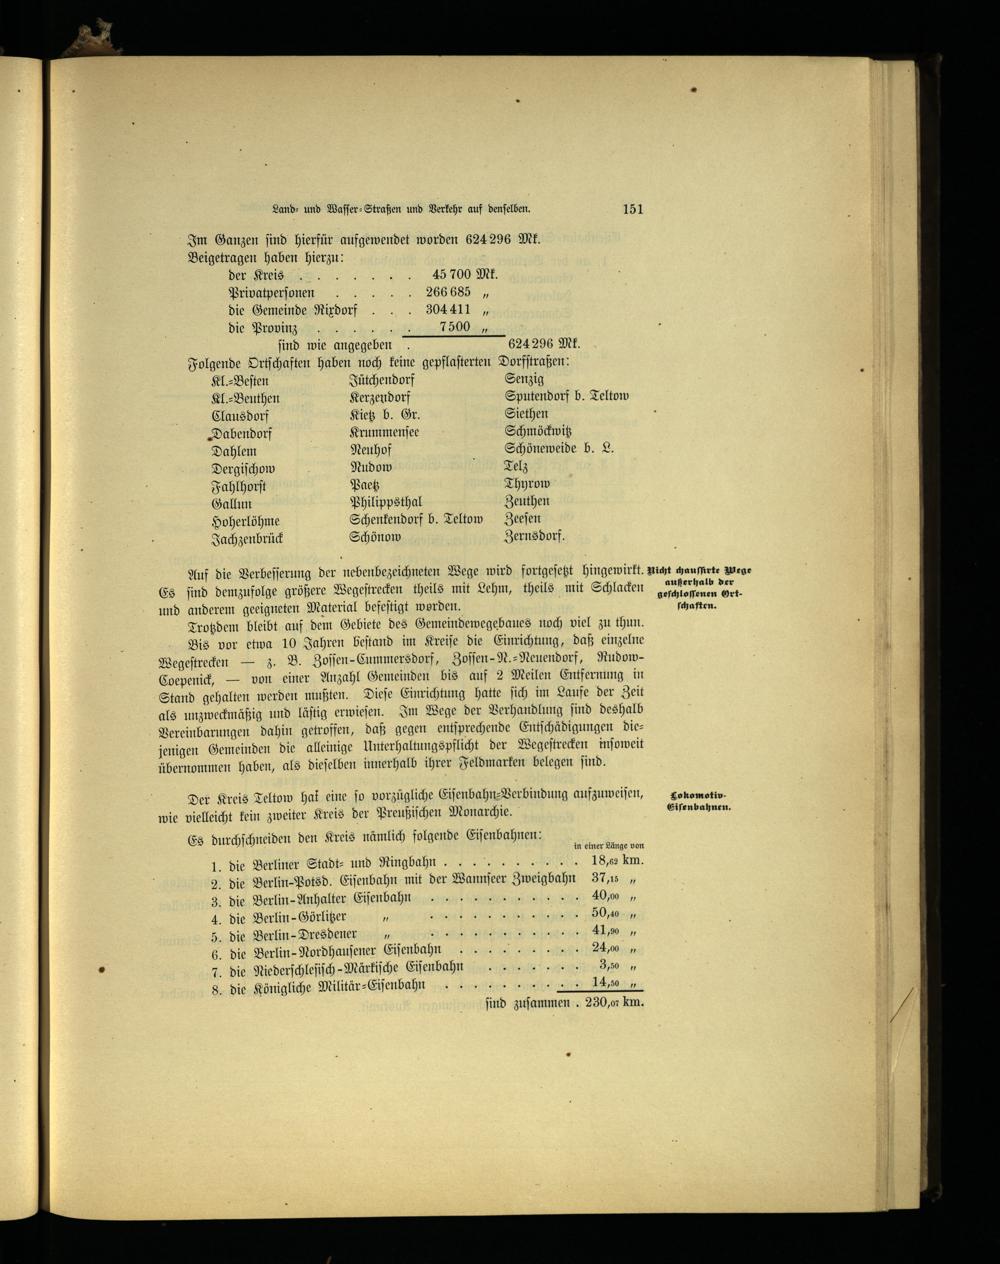 Land- und Wasser-Straßen und Verkehr auf denselben. 151
Im Ganzen sind hierfür aufgewendet worden 624296 Mk.
Beigetragen haben hierzu:
der Kreis . . . . . . . 45 700 Mk.
Privatpersonen . . . . . 266 685 „
die Gemeinde Rixdorf . . . 304 411 „
die Provinz . . . . . . 7500 „
sind wie angegeben . 624 296 Mk.
Folgende Ortschaften haben noch keine gepflasterten Dorfstraßen:
Kl.-Besten Jütchendorf Senzig
Kl.-Beuthen Kerzendorf Sputendorf b. Teltow
Clausdorf Kietz b. Gr. Siethen
Dabendorf Krummensee Schmöckwitz
Dahlem Neuhof Schöneweide b. L.
Dergischow Rudow Telz
Fahlhorst Paetz Thyrow
Gallun Philippsthal Zeuthen
Hoherlöhme Schenkendorf b. Teltow Zeesen
Jachzenbrück Schönow Zernsdorf.
Auf die Verbesserung der nebenbezeichneten Wege wird fortgesetzt hingewirkt.
Es sind demzufolge größere Wegestrecken theils mit Lehm, theils mit Schlacken
und anderem geeigneten Material befestigt worden.
Nicht chaussirte Wege
außerhalb der
geschlossenen Ort-
schaften.
Trotzdem bleibt auf dem Gebiete des Gemeindewegebaues noch viel zu thun.
Bis vor etwa 10 Jahren bestand im Kreise die Einrichtung, daß einzelne
Wegestrecken — z. B. Zossen-Cummersdorf, Zossen-N.-Neuendorf, Rudow-
Coepenick, — von einer Anzahl Gemeinden bis auf 2 Meilen Entfernung in
Stand gehalten werden mußten. Diese Einrichtung hatte sich im Laufe der Zeit
als unzweckmäßig und lästig erwiesen. Im Wege der Verhandlung sind deshalb
Vereinbarungen dahin getroffen, daß gegen entsprechende Entschädigungen die-
jenigen Gemeinden die alleinige Unterhaltungspflicht der Wegestrecken insoweit
übernommen haben, als dieselben innerhalb ihrer Feldmarken belegen sind.
Der Kreis Teltow hat eine so vorzügliche Eisenbahn-Verbindung aufzuweisen,
wie vielleicht kein zweiter Kreis der Preußischen Monarchie.
Lokomotiv-
Eisenbahnen.
Es durchschneiden den Kreis nämlich folgende Eisenbahnen:
in einer Länge von
1. die Berliner Stadt- und Ringbahn . . . . . . . . . . 18,62 km.
2. die Berlin-Potsd. Eisenbahn mit der Wannseer Zweigbahn 37,15 „
3. die Berlin-Anhalter Eisenbahn . . . . . . . . . . 40,00 „
4. die Berlin-Görlitzer „ . . . . . . . . . . 50,40 „
5. die Berlin-Dresdener „ . . . . . . . . . . 41,90 „
6. die Berlin-Nordhausener Eisenbahn . . . . . . . . 24,00 „
7. die Niederschlesisch-Märkische Eisenbahn . . . . . . . 3,50 „
8. die Königliche Militär-Eisenbahn . . . . . . . . . . 14,50 „
sind zusammen . 230,07 km.